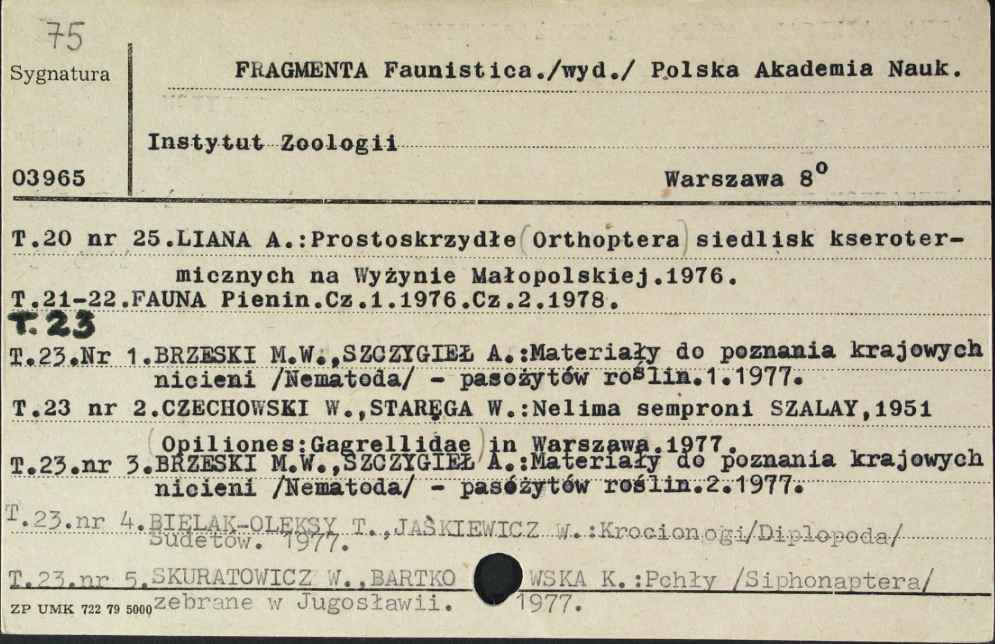 75
Sygnatura
FRAGMENTA Faunistica./wyd./ Polska Akademia Nauk.
Instytut Zoologii
03965
Warszawa 8⁰
T.20 nr 25.LIANA A.:Prostoskrzydłe(Orthoptera)siedlisk kseroter-
micznych na Wyżynie Małopolskiej.1976.
T.21-22.FAUNA Pienin.Cz.1.1976.Cz.2.1978.
T.23
T.23.Nr 1.BRZESKI M.W.,SZCZYGIEŁ A.:Materiały do poznania krajowych
nicieni /Nematoda/ - pasożytów roślin.1.1977.
T.23 nr 2.CZECHOWSKI W.,STARĘGA W.:Nelima semproni SZALAY,1951
(Opiliones:Gagrellidae)in Warszawa.1977.
T.23.nr 3.BRZESKI M.W.,SZCZYGIEŁ A.:Materiały do poznania krajowych
nicieni /Nematoda/ - pasóżytów roślin.2.1977.
T.23.nr 4.BIELAK-OLEKSY T.,JAŚKIEWICZ W.:Krocionogi/Diplopoda/
Sudetów. 1977.
T.23.nr 5.SKURATOWICZ W.,BARTKO WSKA K.:Pchły /Siphonaptera/
zebrane w Jugosławii. 1977.
ZP UMK 722 79 5000